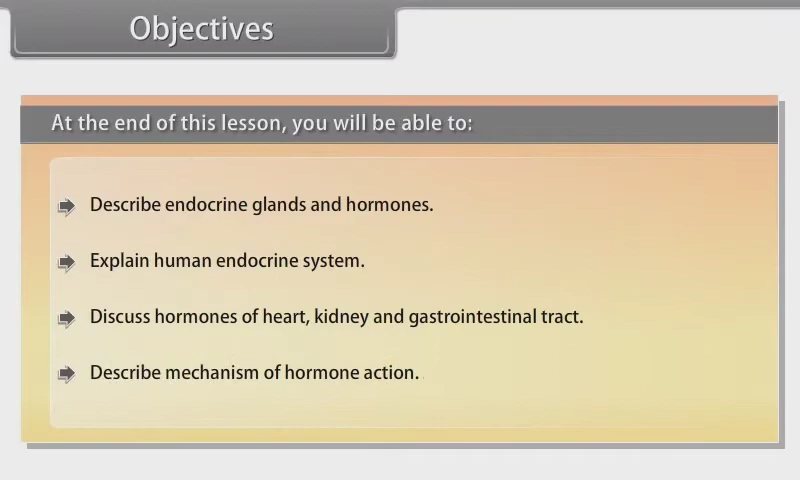 Objectives
At the end of this lesson, you will be able to:
Describe endocrine glands and hormones.
Explain human endocrine system.
Discuss hormones of heart, kidney and gastrointestinal tract.
Describe mechanism of hormone action.